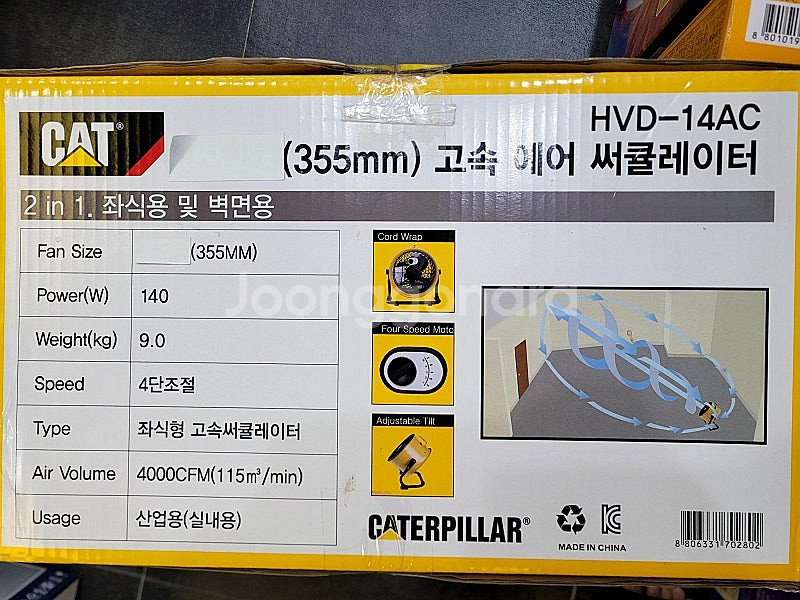 8 801019
CAT®
HVD-14AC
(355mm) 고속 에어 써큘레이터
2 in 1. 좌식용 및 벽면용
Fan Size (355MM)
Power(W) 140
Weight(kg) 9.0
Speed 4단조절
Type 좌식형 고속써큘레이터
Air Volume 4000CFM(115m³/min)
Usage 산업용(실내용)
Cord Wrap
Four Speed Moto
Adjustable Tilt
Joonggonara
CATERPILLAR®
MADE IN CHINA
8 806331 702802